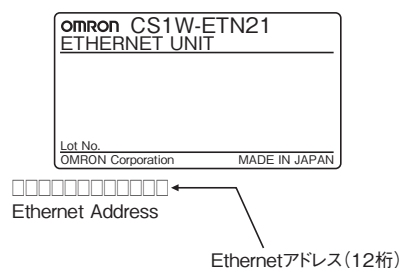 OMRON CS1W-ETN21
ETHERNET UNIT
Lot No.
OMRON Corporation MADE IN JAPAN
□□□□□□□□□□□□
Ethernet Address
Ethernetアドレス(12桁)